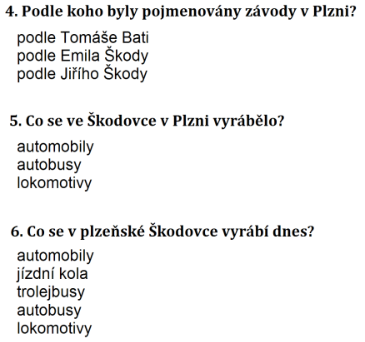 4. Podle koho byly pojmenovány závody v Plzni?
podle Tomáše Bati
podle Emila Škody
podle Jiřího Škody
5. Co se ve Škodovce v Plzni vyrábělo?
automobily
autobusy
lokomotivy
6. Co se v plzeňské Škodovce vyrábí dnes?
automobily
jízdní kola
trolejbusy
autobusy
lokomotivy